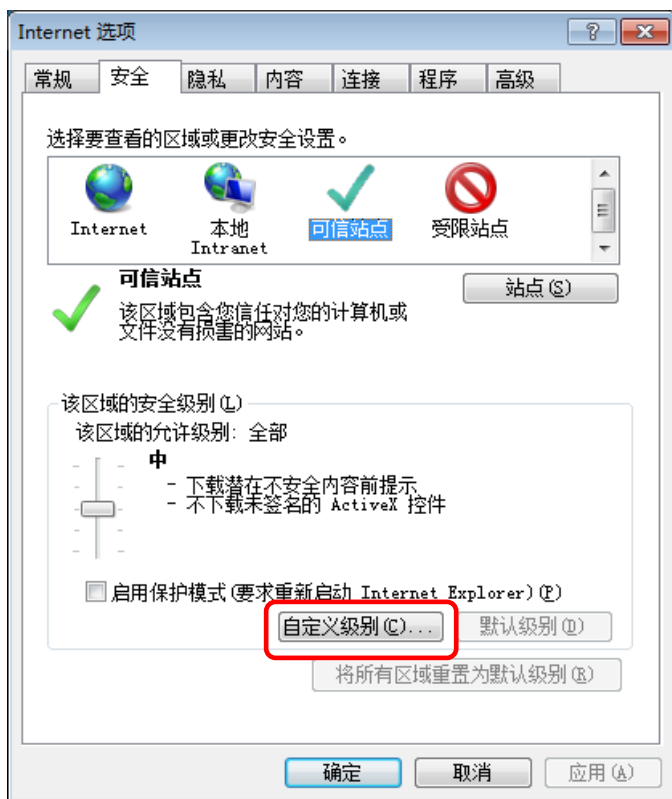 Internet 选项
常规 安全 隐私 内容 连接 程序 高级
选择要查看的区域或更改安全设置。
Internet 本地 Intranet 可信站点 受限站点
可信站点
站点(S)
该区域包含您信任对您的计算机或
文件没有损害的网站。
该区域的安全级别(L)
该区域的允许级别: 全部
中
- 下载潜在不安全内容前提示
- 不下载未签名的 ActiveX 控件
启用保护模式(要求重新启动 Internet Explorer)(P)
自定义级别(C)... 默认级别(D)
将所有区域重置为默认级别(R)
确定 取消 应用(A)